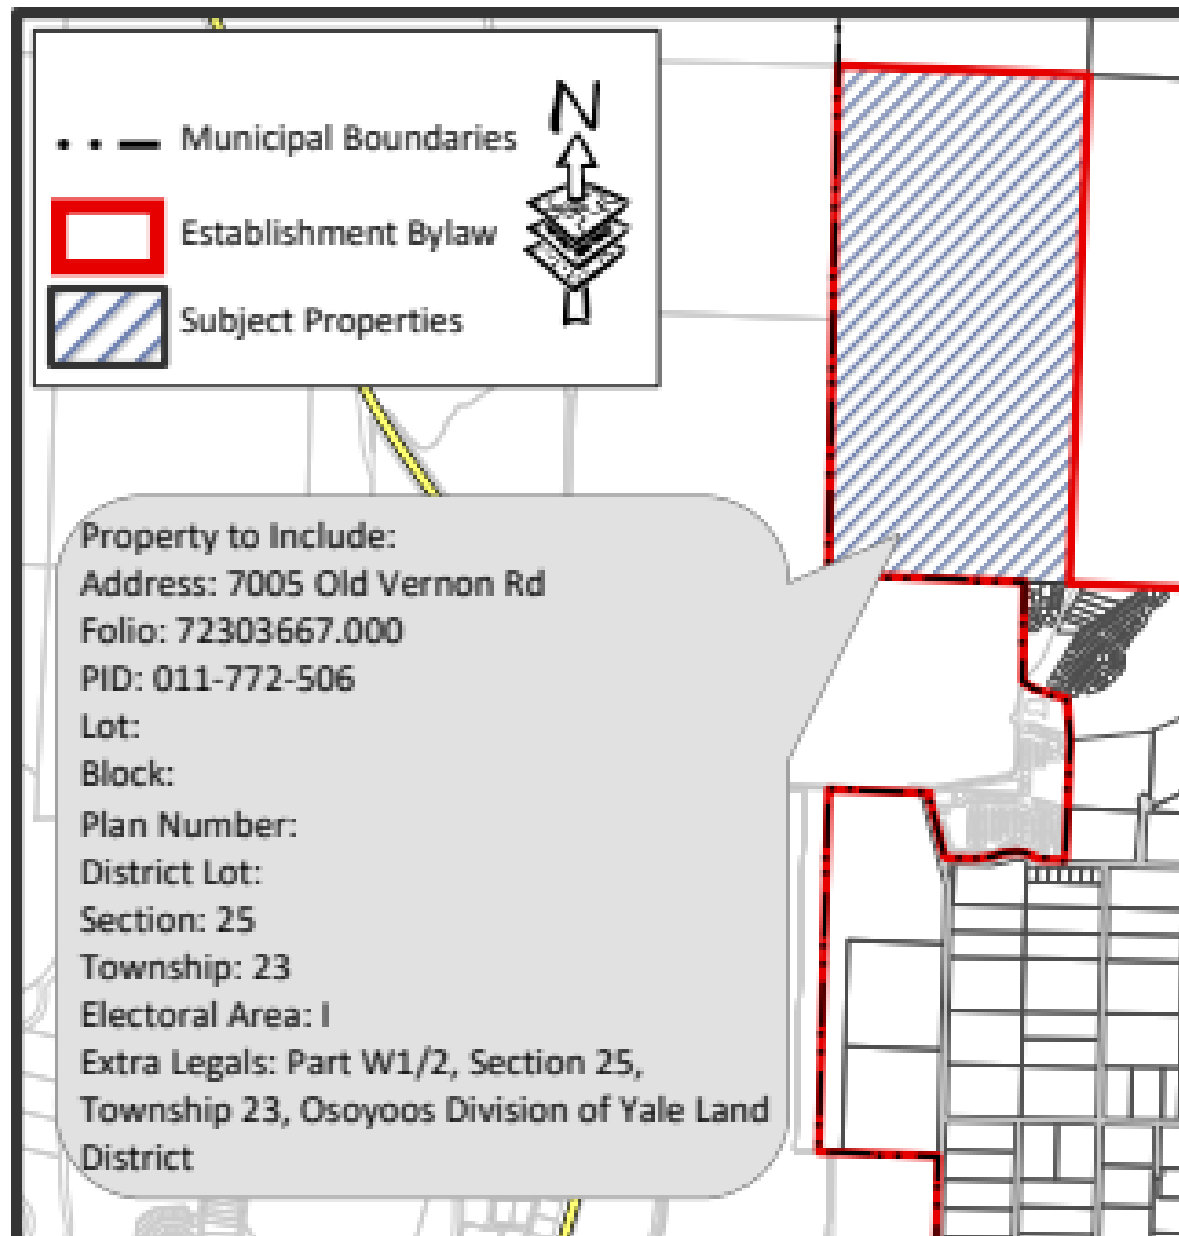 N
Municipal Boundaries
Establishment Bylaw
Subject Properties
Property to Include:
Address: 7005 Old Vernon Rd
Folio: 72303667.000
PID: 011-772-506
Lot:
Block:
Plan Number:
District Lot:
Section: 25
Township: 23
Electoral Area: I
Extra Legals: Part W1/2, Section 25,
Township 23, Osoyoos Division of Yale Land
District